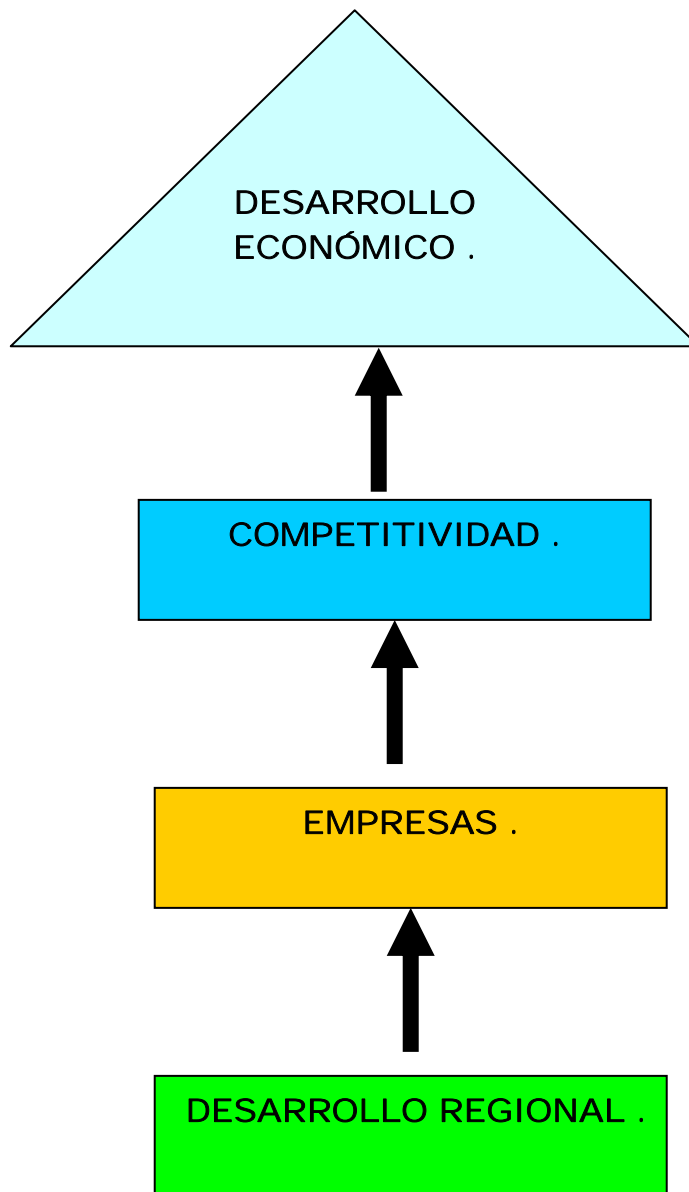 DESARROLLO
ECONÓMICO .
COMPETITIVIDAD .
EMPRESAS .
DESARROLLO REGIONAL .